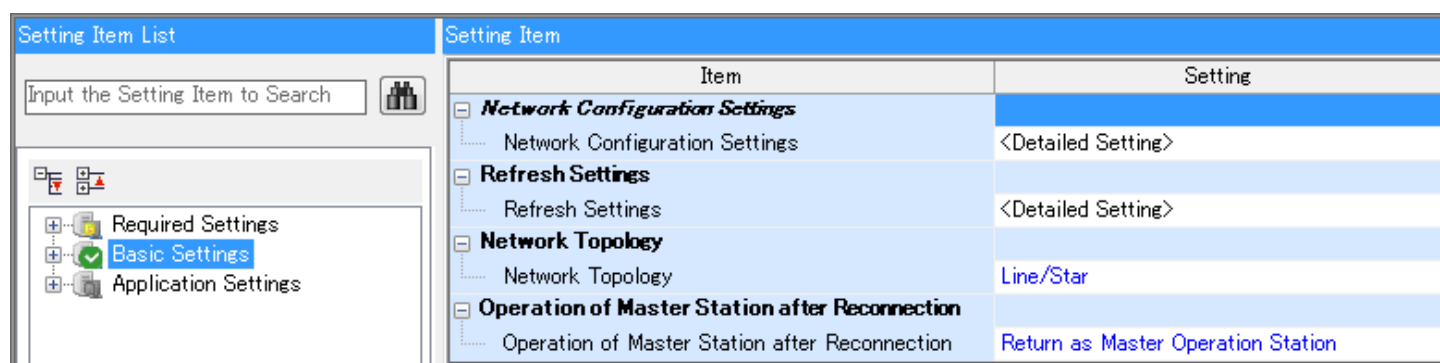 Setting Item List
Input the Setting Item to Search
Required Settings
Basic Settings
Application Settings
Setting Item
Item Setting
Network Configuration Settings
Network Configuration Settings <Detailed Setting>
Refresh Settings
Refresh Settings <Detailed Setting>
Network Topology
Network Topology Line/Star
Operation of Master Station after Reconnection
Operation of Master Station after Reconnection Return as Master Operation Station